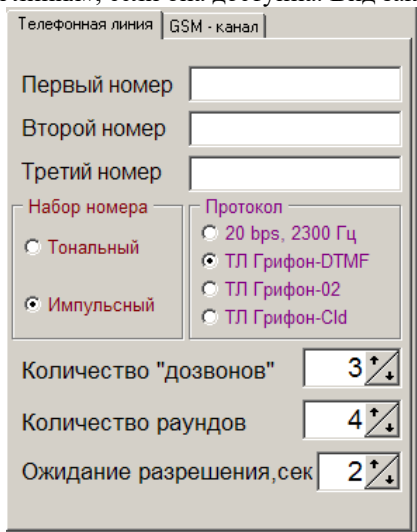 Телефонная линия GSM - канал
Первый номер
Второй номер
Третий номер
Набор номера
Тональный
Импульсный
Протокол
20 bps, 2300 Гц
ТЛ Грифон-DTMF
ТЛ Грифон-02
ТЛ Грифон-Cld
Количество "дозвонов" 3
Количество раундов 4
Ожидание разрешения,сек 2